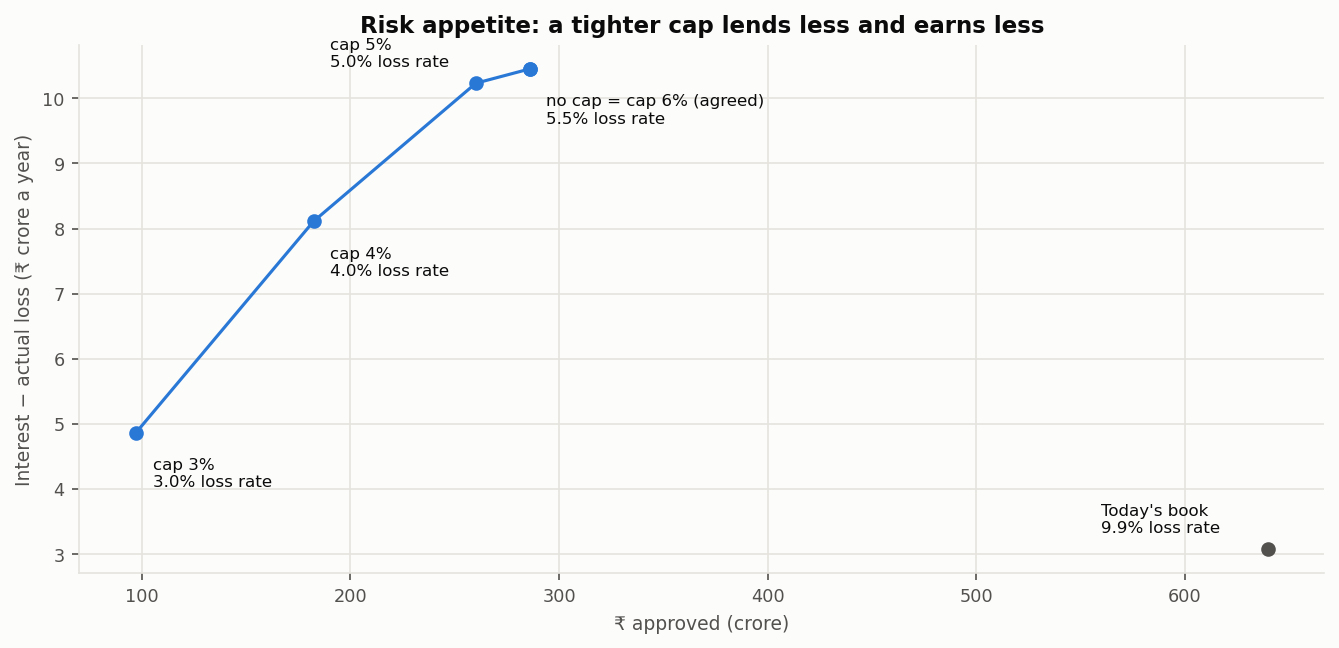 Risk appetite: a tighter cap lends less and earns less
cap 5%
5.0% loss rate
no cap = cap 6% (agreed)
5.5% loss rate
cap 4%
4.0% loss rate
cap 3%
3.0% loss rate
Today's book
9.9% loss rate
Interest − actual loss (₹ crore a year)
10
9
8
7
6
5
4
3
100
200
300
400
500
600
₹ approved (crore)